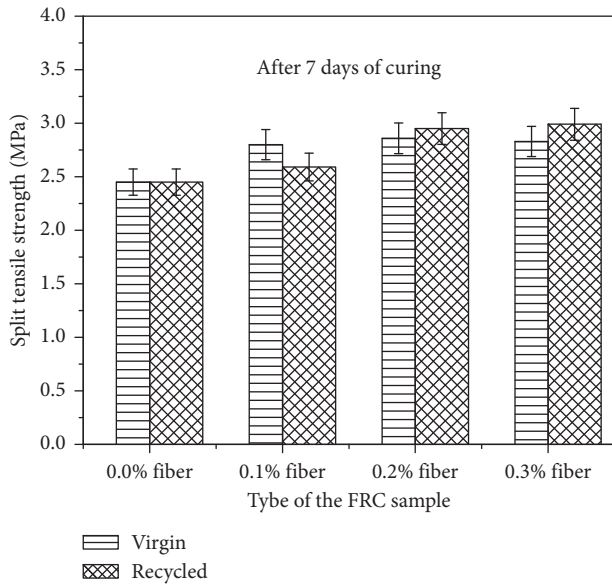 4.0
3.5
3.0
2.5
2.0
1.5
1.0
0.5
0.0
Split tensile strength (MPa)
After 7 days of curing
0.0% fiber 0.1% fiber 0.2% fiber 0.3% fiber
Tybe of the FRC sample
Virgin
Recycled